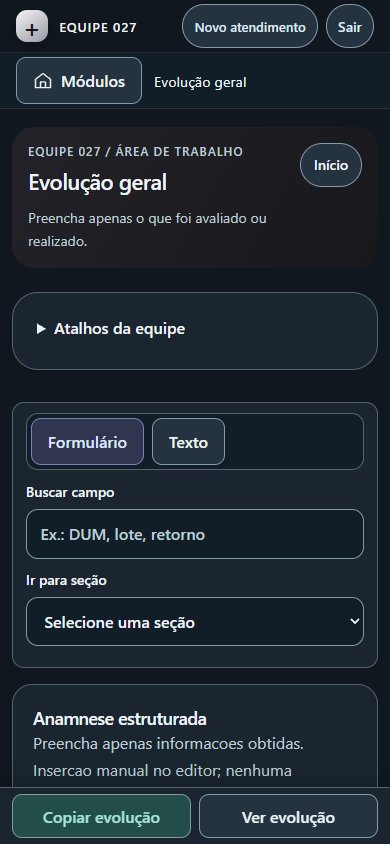 EQUIPE 027
Novo atendimento
Sair
Módulos
Evolução geral
EQUIPE 027 / ÁREA DE TRABALHO
Evolução geral
Início
Preencha apenas o que foi avaliado ou
realizado.
Atalhos da equipe
Formulário
Texto
Buscar campo
Ex.: DUM, lote, retorno
Ir para seção
Selecione uma seção
Anamnese estruturada
Preencha apenas informacoes obtidas.
Insercao manual no editor; nenhuma
Copiar evolução
Ver evolução